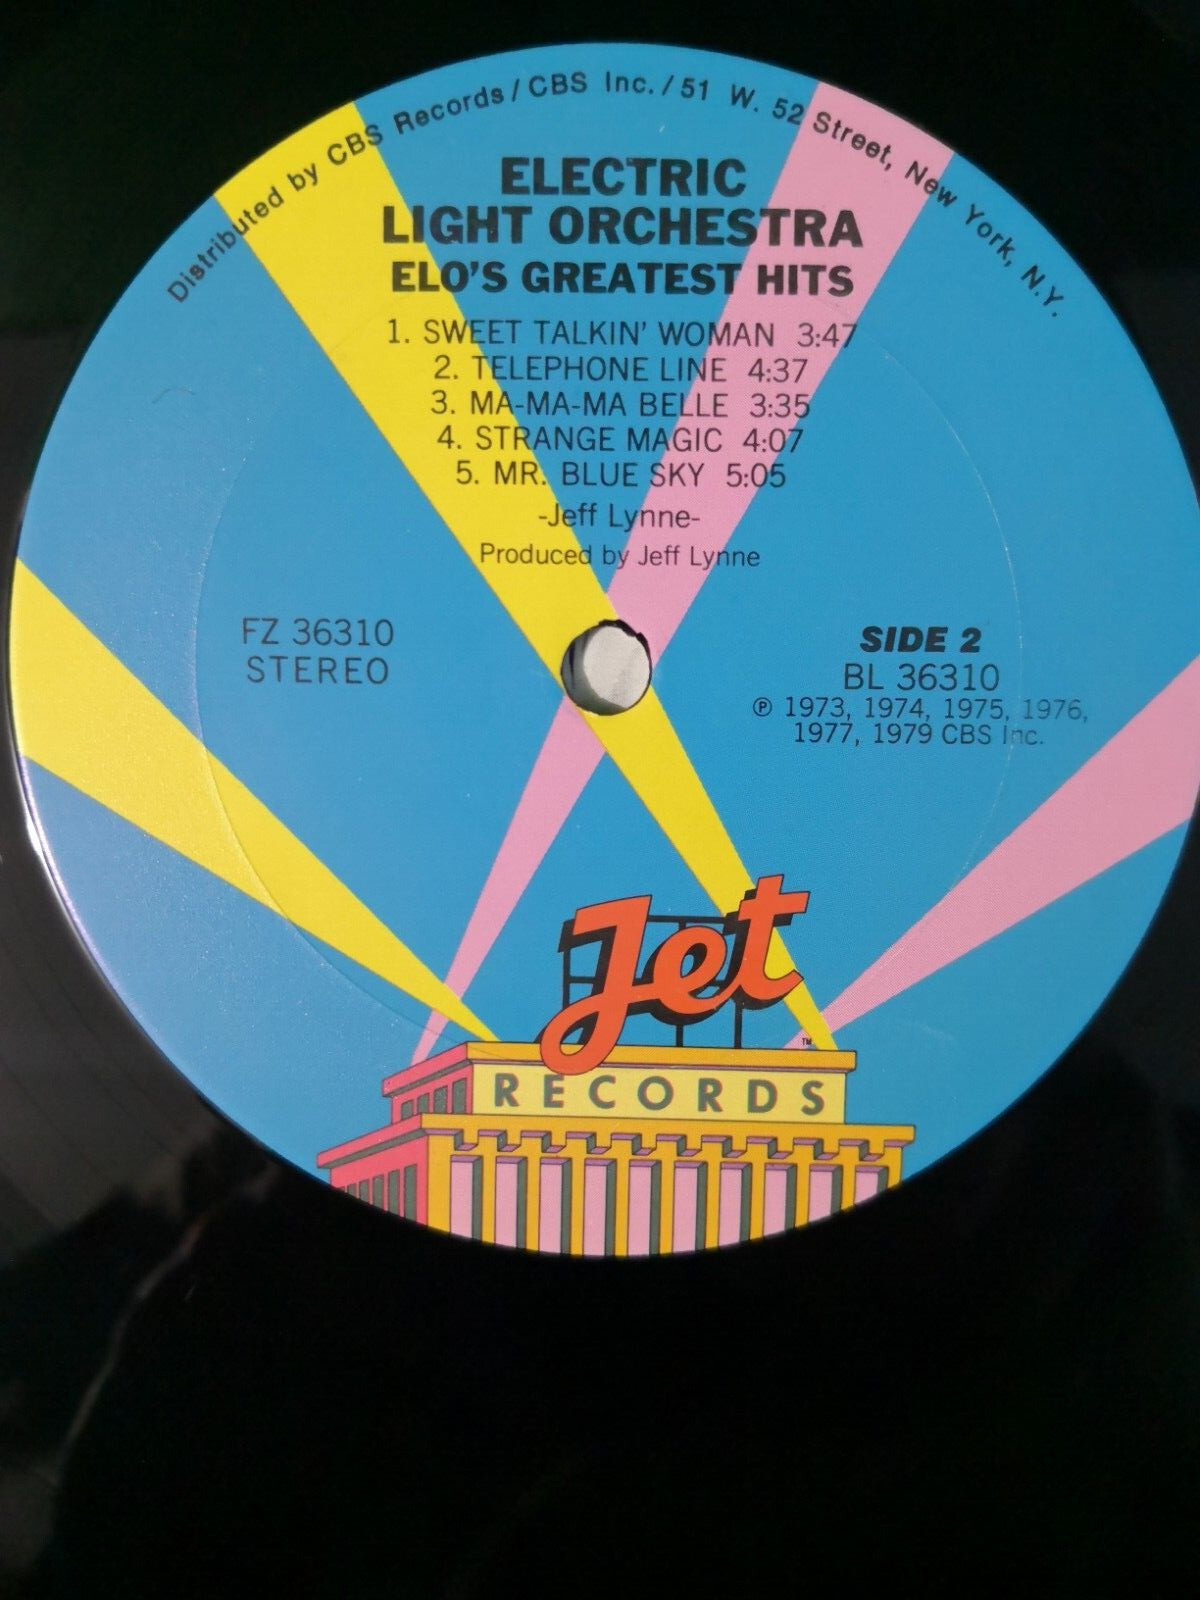 Distributed by CBS Records / CBS Inc. / 51 W. 52 Street, New York, N.Y.
ELECTRIC
LIGHT ORCHESTRA
ELO'S GREATEST HITS
1. SWEET TALKIN' WOMAN 3:47
2. TELEPHONE LINE 4:37
3. MA-MA-MA BELLE 3:35
4. STRANGE MAGIC 4:07
5. MR. BLUE SKY 5:05
-Jeff Lynne-
Produced by Jeff Lynne
FZ 36310
STEREO
SIDE 2
BL 36310
℗ 1973, 1974, 1975, 1976,
1977, 1979 CBS Inc.
Jet
TM
RECORDS